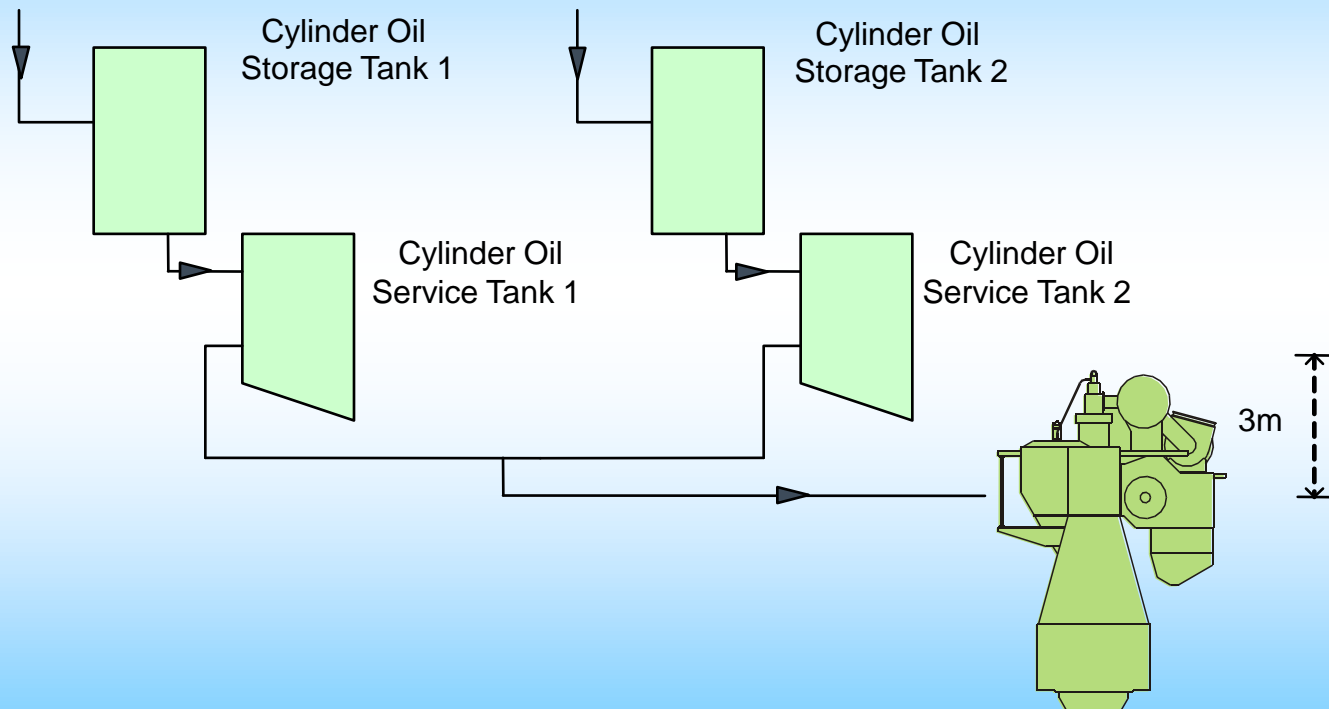 Cylinder Oil
Storage Tank 1
Cylinder Oil
Storage Tank 2
Cylinder Oil
Service Tank 1
Cylinder Oil
Service Tank 2
3m